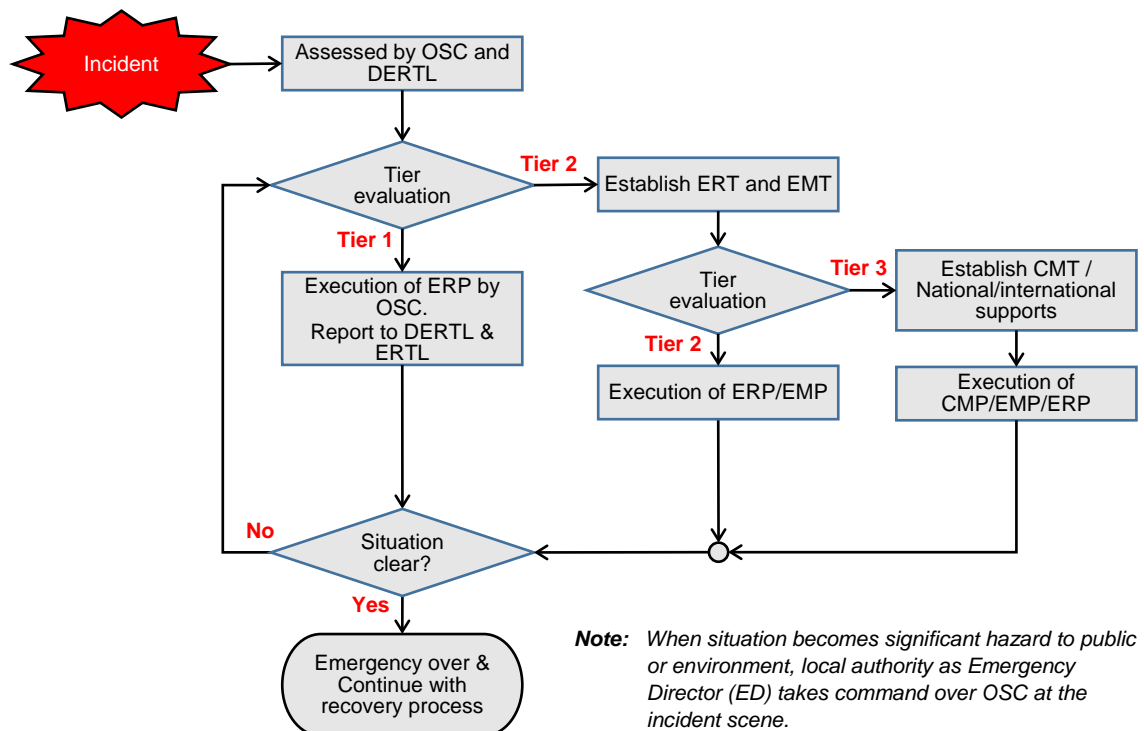 Incident
Assessed by OSC and
DERTL
Tier
evaluation
Tier 2
Establish ERT and EMT
Tier 1
Execution of ERP by
OSC.
Report to DERTL &
ERTL
Tier
evaluation
Tier 3
Establish CMT /
National/international
supports
Tier 2
Execution of ERP/EMP
Execution of
CMP/EMP/ERP
No
Situation
clear?
Yes
Emergency over &
Continue with
recovery process
Note: When situation becomes significant hazard to public
or environment, local authority as Emergency
Director (ED) takes command over OSC at the
incident scene.